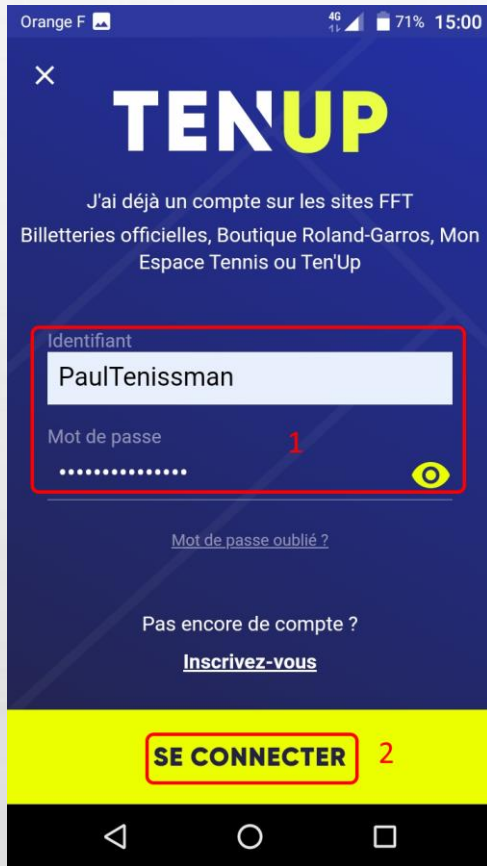 Orange F 4G 71% 15:00
TENUP
J'ai déjà un compte sur les sites FFT
Billetteries officielles, Boutique Roland-Garros, Mon
Espace Tennis ou Ten'Up
Identifiant
PaulTenissman
Mot de passe
•••••••••••••••
1
Mot de passe oublié ?
Pas encore de compte ?
Inscrivez-vous
SE CONNECTER 2